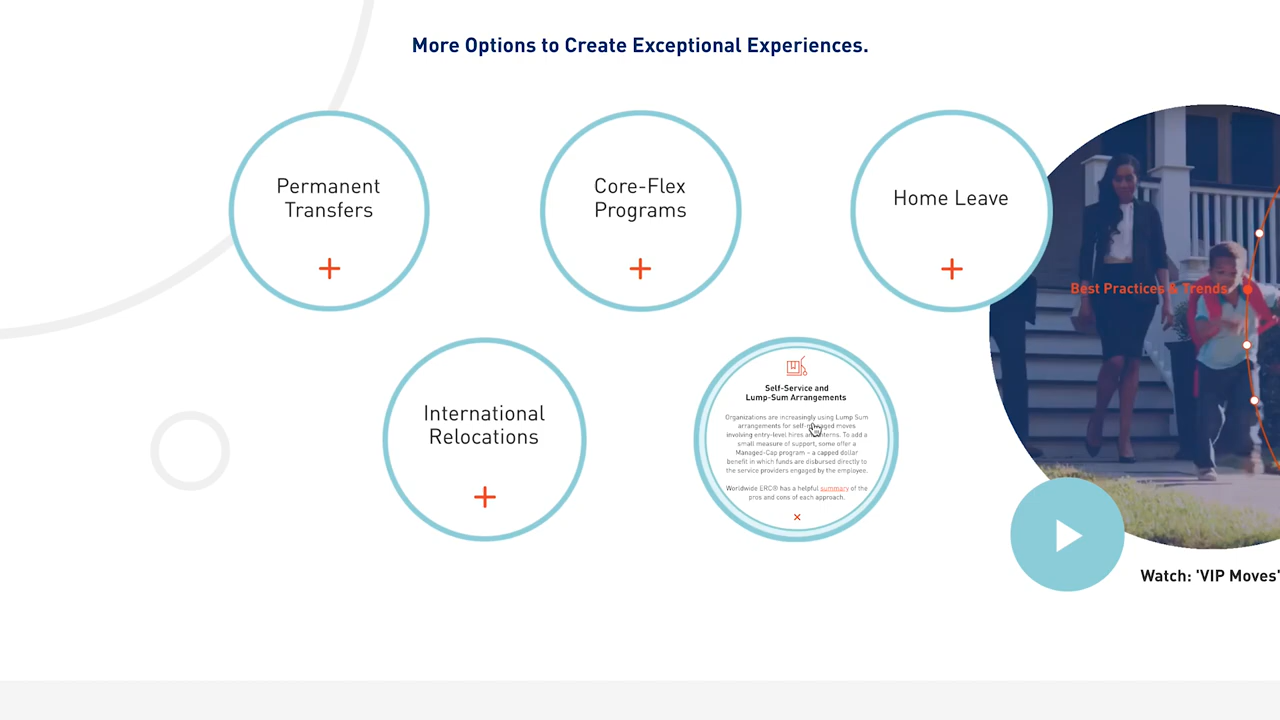 More Options to Create Exceptional Experiences.
Permanent
Transfers
Core-Flex
Programs
Home Leave
Best Practices & Trends
International
Relocations
Self-Service and
Lump-Sum Arrangements
Organizations are increasingly using Lump Sum
arrangements for self-managed moves
involving entry-level hires and interns. To add a
small measure of support, some offer a
Managed-Cap program – a capped dollar
benefit in which funds are disbursed directly to
the service providers engaged by the employee.
Worldwide ERC® has a helpful summary of the
pros and cons of each approach.
Watch: 'VIP Moves'